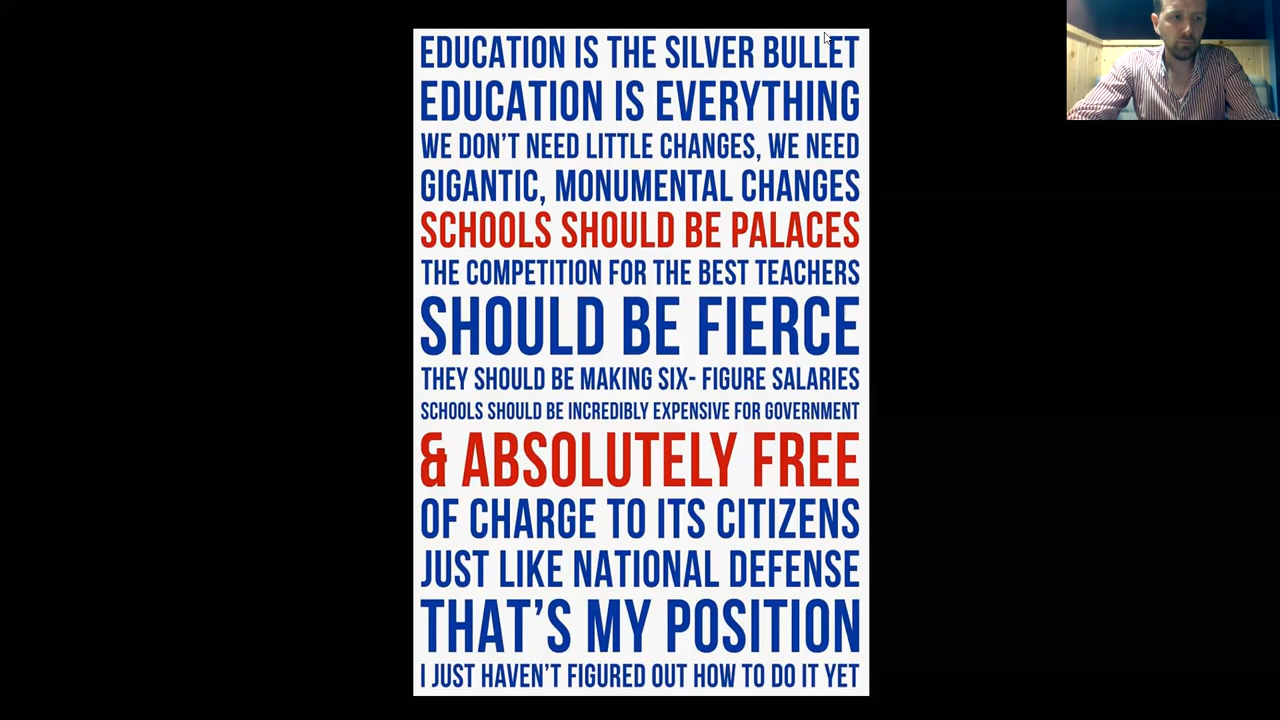 EDUCATION IS THE SILVER BULLET
EDUCATION IS EVERYTHING
WE DON'T NEED LITTLE CHANGES, WE NEED
GIGANTIC, MONUMENTAL CHANGES
SCHOOLS SHOULD BE PALACES
THE COMPETITION FOR THE BEST TEACHERS
SHOULD BE FIERCE
THEY SHOULD BE MAKING SIX- FIGURE SALARIES
SCHOOLS SHOULD BE INCREDIBLY EXPENSIVE FOR GOVERNMENT
& ABSOLUTELY FREE
OF CHARGE TO ITS CITIZENS
JUST LIKE NATIONAL DEFENSE
THAT'S MY POSITION
I JUST HAVEN'T FIGURED OUT HOW TO DO IT YET